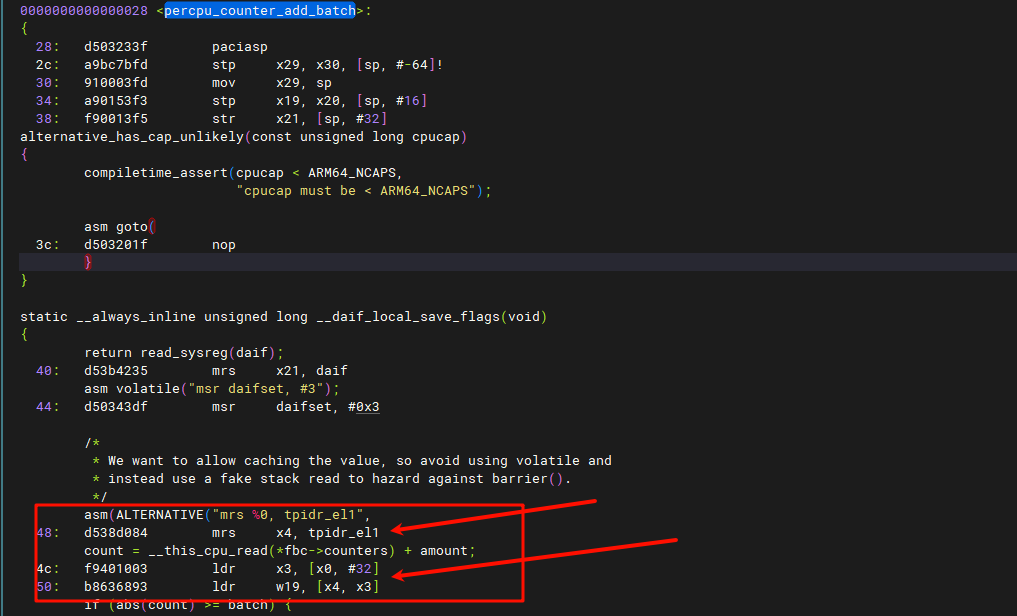 0000000000000028 <percpu_counter_add_batch>:
{
28: d503233f paciasp
2c: a9bc7bfd stp x29, x30, [sp, #-64]!
30: 910003fd mov x29, sp
34: a90153f3 stp x19, x20, [sp, #16]
38: f90013f5 str x21, [sp, #32]
alternative_has_cap_unlikely(const unsigned long cpucap)
{
compiletime_assert(cpucap < ARM64_NCAPS,
"cpucap must be < ARM64_NCAPS");
asm goto(
3c: d503201f nop
}
}
static __always_inline unsigned long __daif_local_save_flags(void)
{
return read_sysreg(daif);
40: d53b4235 mrs x21, daif
asm volatile("msr daifset, #3");
44: d50343df msr daifset, #0x3
/*
* We want to allow caching the value, so avoid using volatile and
* instead use a fake stack read to hazard against barrier().
*/
asm(ALTERNATIVE("mrs %0, tpidr_el1",
48: d538d084 mrs x4, tpidr_el1
count = __this_cpu_read(*fbc->counters) + amount;
4c: f9401003 ldr x3, [x0, #32]
50: b8636893 ldr w19, [x4, x3]
if (abs(count) >= batch) {